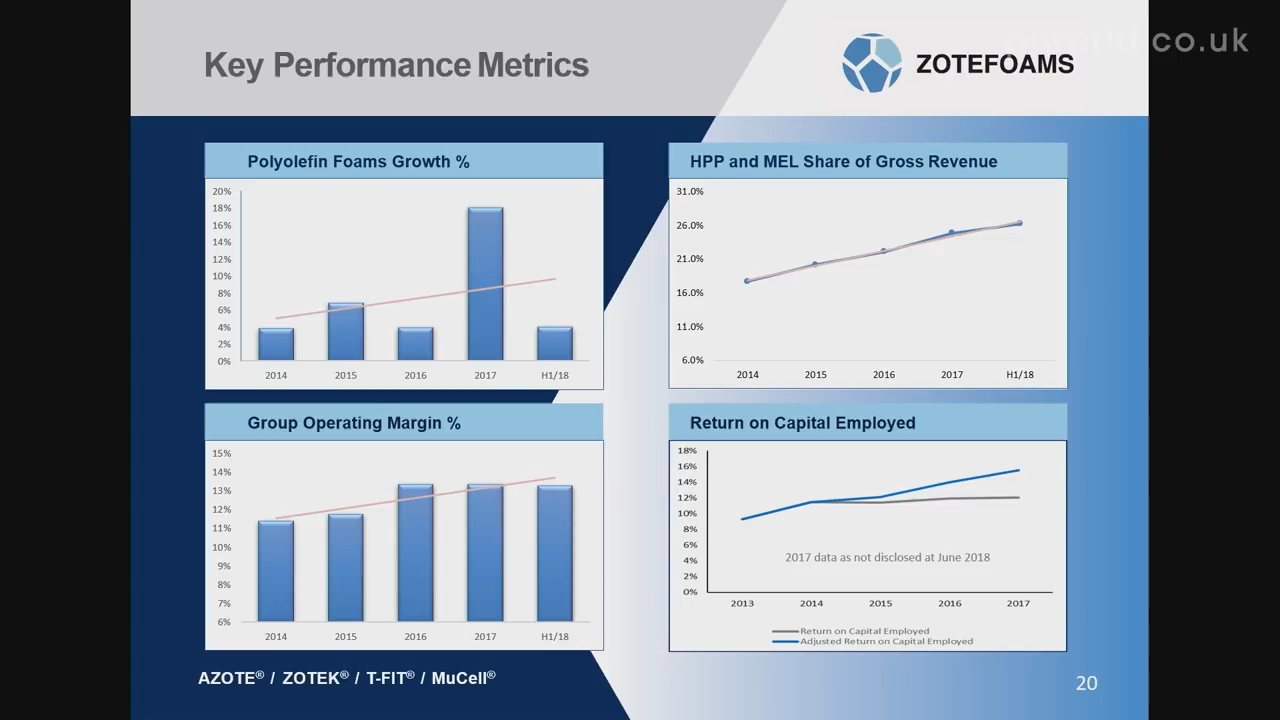 Key Performance Metrics
ZOTEFOAMS
.co.uk
Polyolefin Foams Growth %
20%
18%
16%
14%
12%
10%
8%
6%
4%
2%
0%
2014 2015 2016 2017 H1/18
HPP and MEL Share of Gross Revenue
31.0%
26.0%
21.0%
16.0%
11.0%
6.0%
2014 2015 2016 2017 H1/18
Group Operating Margin %
15%
14%
13%
12%
11%
10%
9%
8%
7%
6%
2014 2015 2016 2017 H1/18
Return on Capital Employed
18%
16%
14%
12%
10%
8%
6%
4%
2%
0%
2017 data as not disclosed at June 2018
2013 2014 2015 2016 2017
Return on Capital Employed
Adjusted Return on Capital Employed
AZOTE® / ZOTEK® / T-FIT® / MuCell®
20